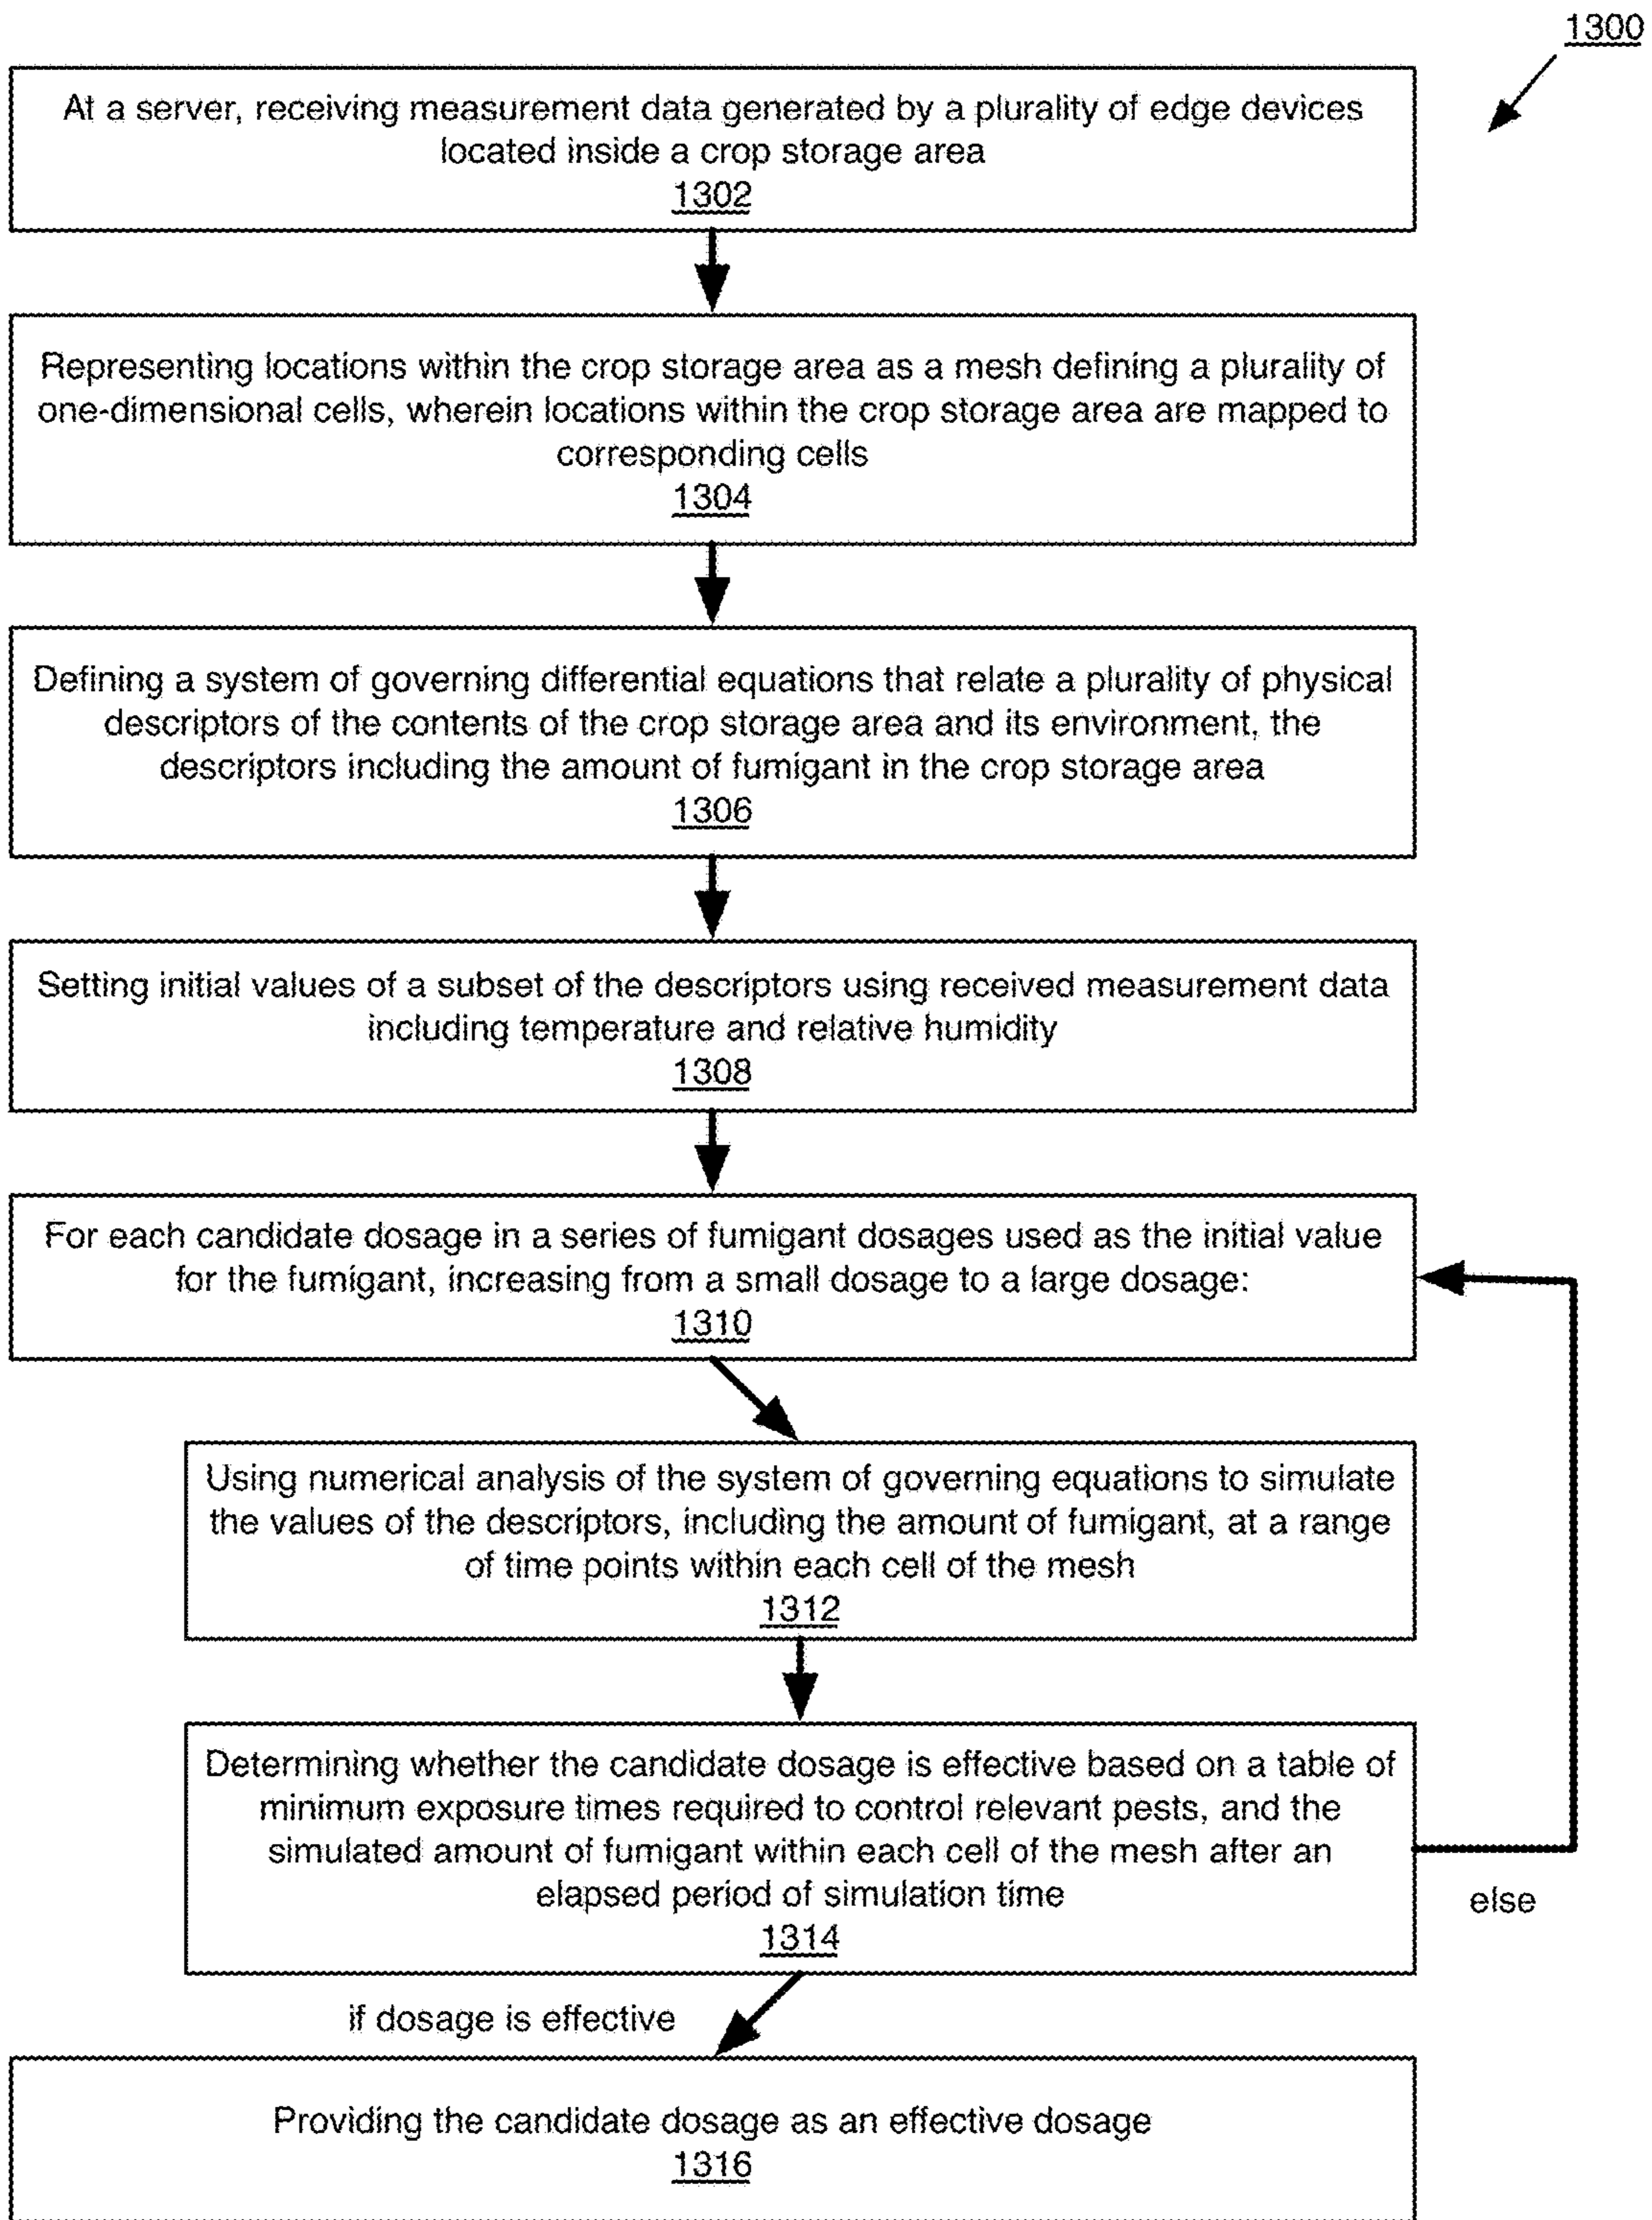 1300
At a server, receiving measurement data generated by a plurality of edge devices
located inside a crop storage area
1302
Representing locations within the crop storage area as a mesh defining a plurality of
one-dimensional cells, wherein locations within the crop storage area are mapped to
corresponding cells
1304
Defining a system of governing differential equations that relate a plurality of physical
descriptors of the contents of the crop storage area and its environment, the
descriptors including the amount of fumigant in the crop storage area
1306
Setting initial values of a subset of the descriptors using received measurement data
including temperature and relative humidity
1308
For each candidate dosage in a series of fumigant dosages used as the initial value
for the fumigant, increasing from a small dosage to a large dosage:
1310
Using numerical analysis of the system of governing equations to simulate
the values of the descriptors, including the amount of fumigant, at a range
of time points within each cell of the mesh
1312
Determining whether the candidate dosage is effective based on a table of
minimum exposure times required to control relevant pests, and the
simulated amount of fumigant within each cell of the mesh after an
elapsed period of simulation time
1314
else
if dosage is effective
Providing the candidate dosage as an effective dosage
1316